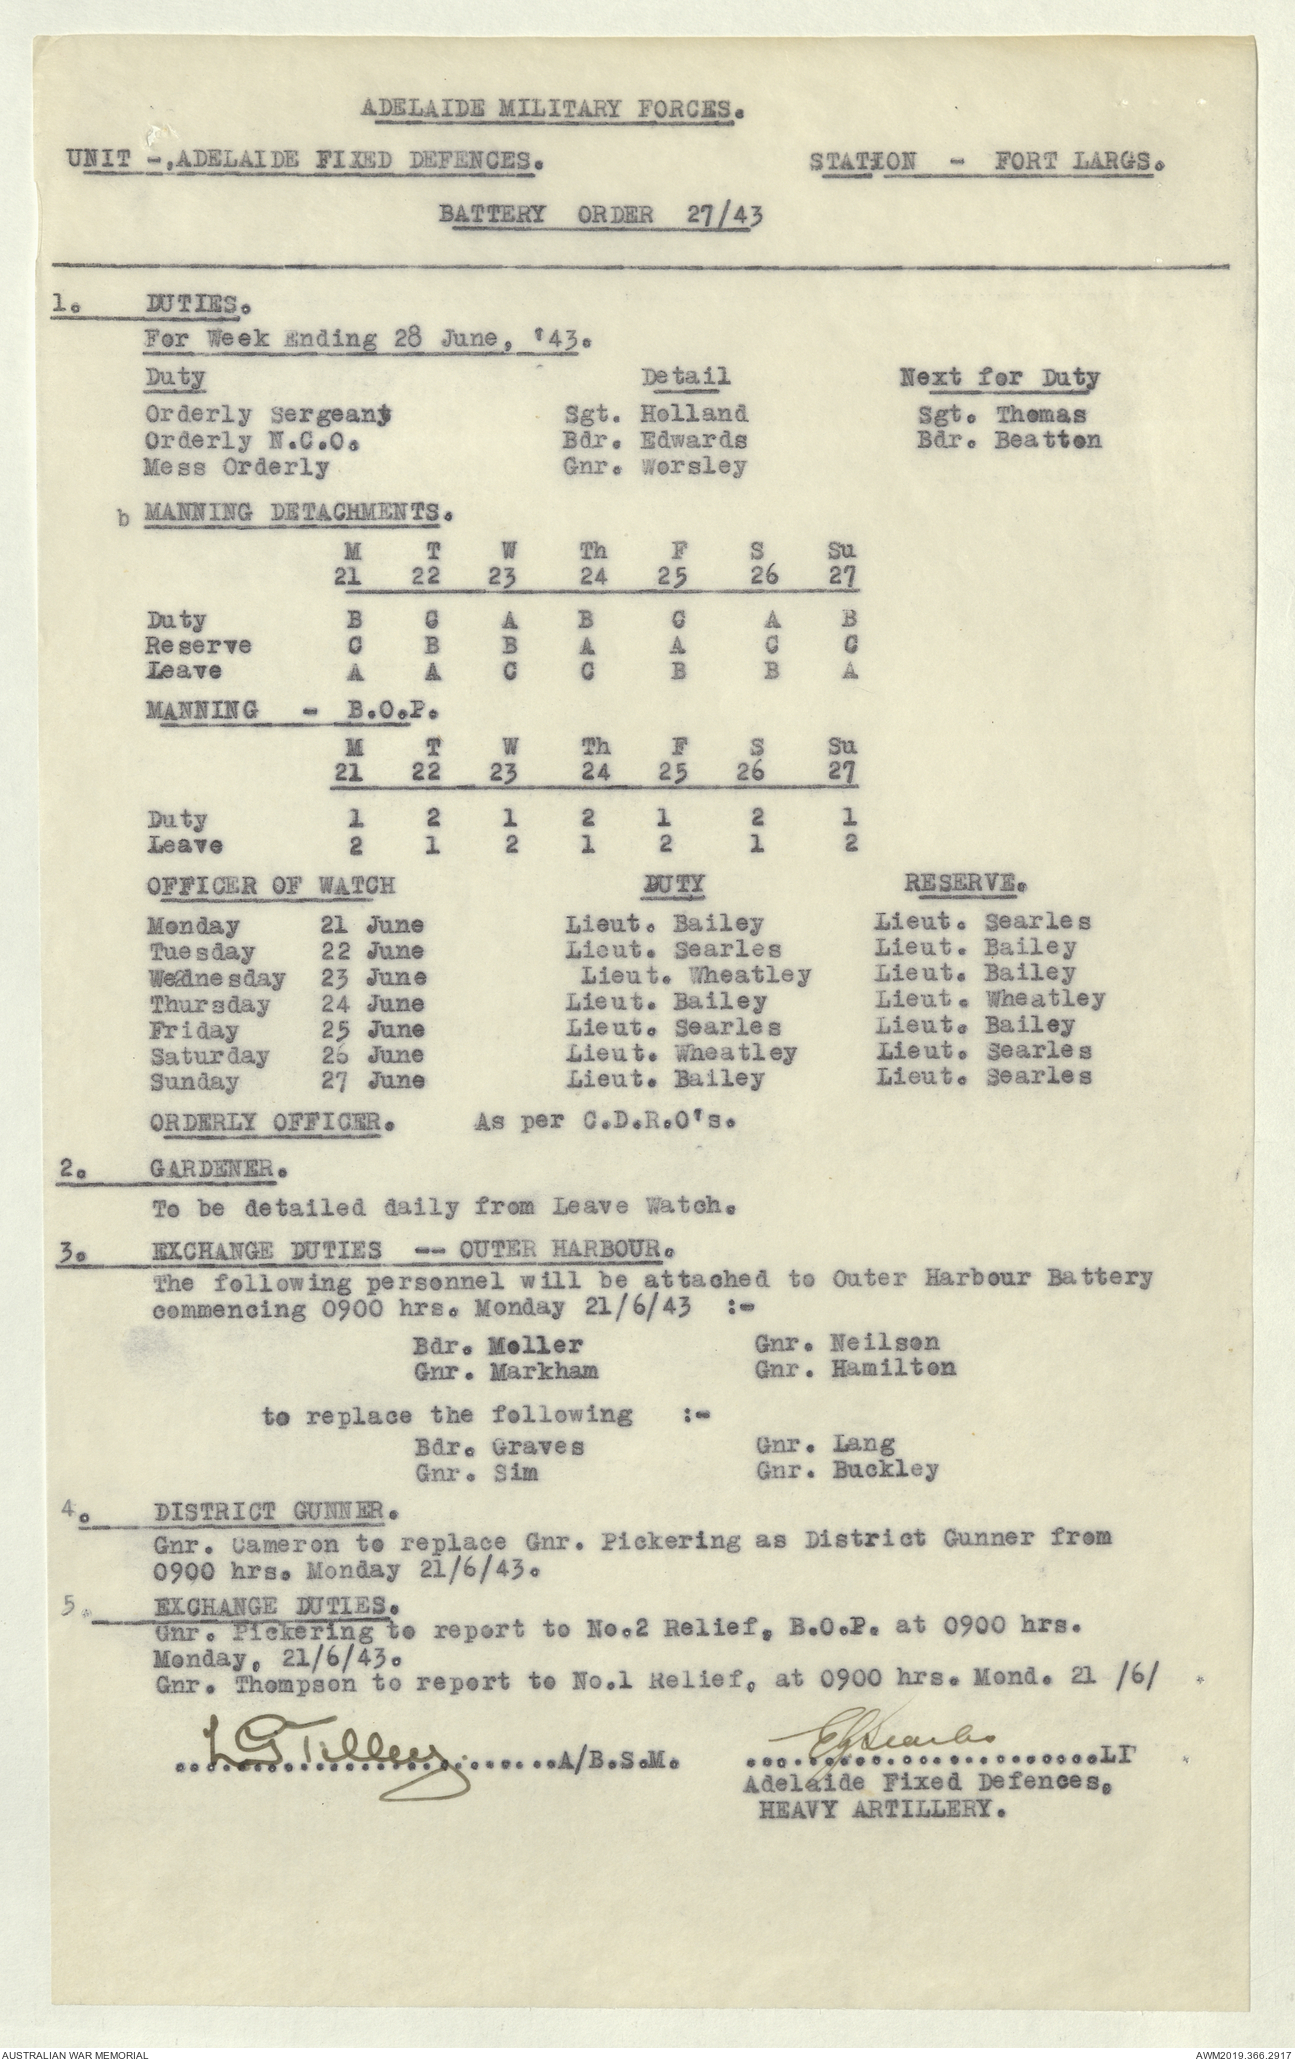 ADELAIDE MILITARY FORCES.
UNIT -, ADELAIDE FIXED DEFENCES. STATION - FORT LARGS.
BATTERY ORDER 27/43
1. DUTIES.
For Week Ending 28 June, '43.
Duty Detail Next for Duty
Orderly Sergeant Sgt. Holland Sgt. Thomas
Orderly N.C.O. Bdr. Edwards Bdr. Beatton
Mess Orderly Gnr. Worsley
b MANNING DETACHMENTS.
M T W Th F S Su
21 22 23 24 25 26 27
Duty B C A B C A B
Reserve C B B A A C C
Leave A A C C B B A
MANNING - B.O.P.
M T W Th F S Su
21 22 23 24 25 26 27
Duty 1 2 1 2 1 2 1
Leave 2 1 2 1 2 1 2
OFFICER OF WATCH DUTY RESERVE.
Monday 21 June Lieut. Bailey Lieut. Searles
Tuesday 22 June Lieut. Searles Lieut. Bailey
Wednesday 23 June Lieut. Wheatley Lieut. Bailey
Thursday 24 June Lieut. Bailey Lieut. Wheatley
Friday 25 June Lieut. Searles Lieut. Bailey
Saturday 26 June Lieut. Wheatley Lieut. Searles
Sunday 27 June Lieut. Bailey Lieut. Searles
ORDERLY OFFICER. As per C.D.R.O's.
2. GARDENER.
To be detailed daily from Leave Watch.
3. EXCHANGE DUTIES -- OUTER HARBOUR.
The following personnel will be attached to Outer Harbour Battery
commencing 0900 hrs. Monday 21/6/43 :-
Bdr. Moller Gnr. Neilson
Gnr. Markham Gnr. Hamilton
to replace the following :-
Bdr. Graves Gnr. Lang
Gnr. Sim Gnr. Buckley
4. DISTRICT GUNNER.
Gnr. Cameron to replace Gnr. Pickering as District Gunner from
0900 hrs. Monday 21/6/43.
5. EXCHANGE DUTIES.
Gnr. Pickering to report to No.2 Relief, B.O.P. at 0900 hrs.
Monday, 21/6/43.
Gnr. Thompson to report to No.1 Relief, at 0900 hrs. Mond. 21 /6/
LG Tilley A/B.S.M. EG Searles LT
Adelaide Fixed Defences,
HEAVY ARTILLERY.
AUSTRALIAN WAR MEMORIAL AWM2019.366.2917